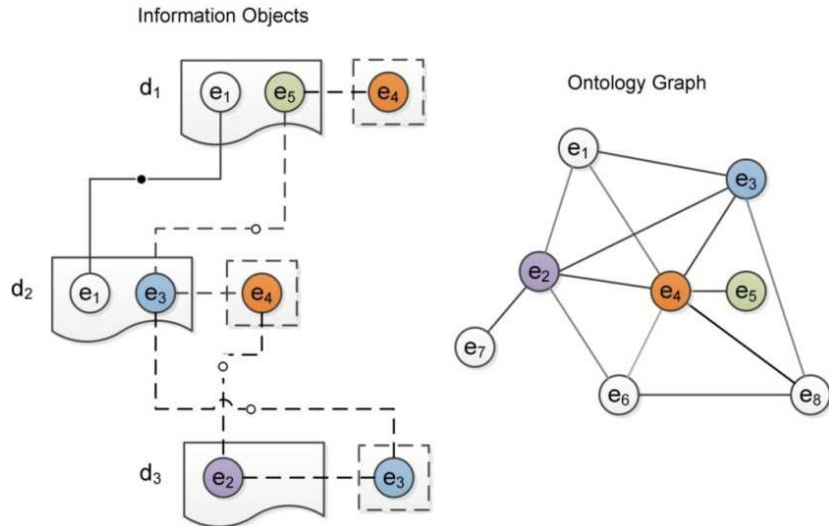 Information Objects
d₁ e₁ e₅ e₄
d₂ e₁ e₃ e₄
d₃ e₂ e₃
Ontology Graph
e₁
e₃
e₂
e₄ e₅
e₇
e₆ e₈